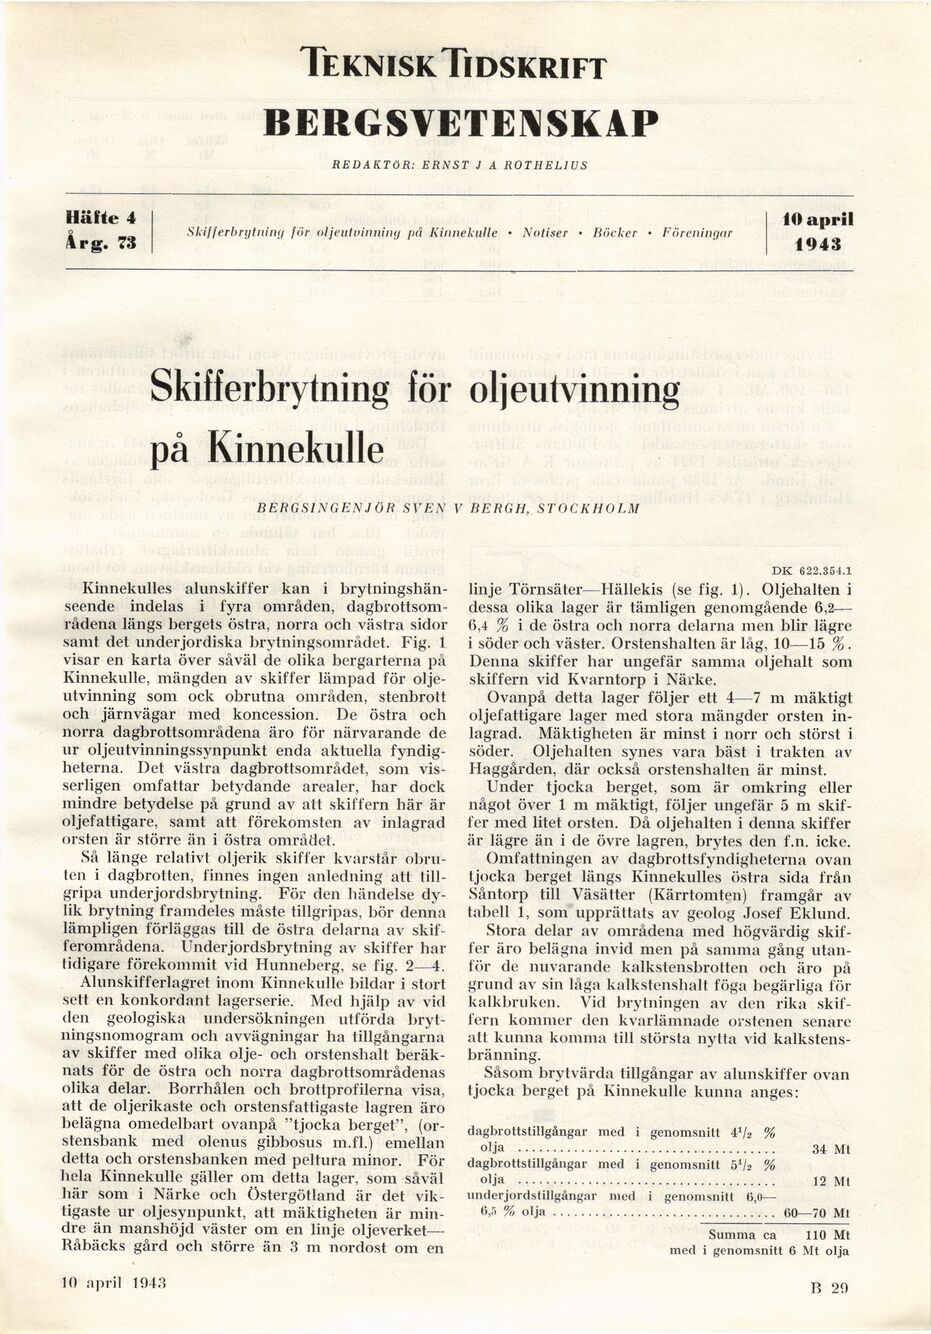 TEKNISK TIDSKRIFT
BERGSVETENSKAP
REDAKTÖR: ERNST J A ROTHELIUS
Häfte 4
Årg. 73
Skifferbrytning för oljeutvinning på Kinnekulle • Notiser • Böcker • Föreningar
10 april
1943
Skifferbrytning för oljeutvinning
på Kinnekulle
BERGSINGENJÖR SVEN V BERGH, STOCKHOLM
Kinnekulles alunskiffer kan i brytningshän-
seende indelas i fyra områden, dagbrottsom-
rådena längs bergets östra, norra och västra sidor
samt det underjordiska brytningsområdet. Fig. 1
visar en karta över såväl de olika bergarterna på
Kinnekulle, mängden av skiffer lämpad för olje-
utvinning som ock obrutna områden, stenbrott
och järnvägar med koncession. De östra och
norra dagbrottsområdena äro för närvarande de
ur oljeutvinningssynpunkt enda aktuella fyndig-
heterna. Det västra dagbrottsområdet, som vis-
serligen omfattar betydande arealer, har dock
mindre betydelse på grund av att skiffern här är
oljefattigare, samt att förekomsten av inlagrad
orsten är större än i östra området.
Så länge relativt oljerik skiffer kvarstår obru-
ten i dagbrotten, finnes ingen anledning att till-
gripa underjordsbrytning. För den händelse dy-
lik brytning framdeles måste tillgripas, bör denna
lämpligen förläggas till de östra delarna av skif-
ferområdena. Underjordsbrytning av skiffer har
tidigare förekommit vid Hunneberg, se fig. 2—4.
Alunskifferlagret inom Kinnekulle bildar i stort
sett en konkordant lagerserie. Med hjälp av vid
den geologiska undersökningen utförda bryt-
ningsnomogram och avvägningar ha tillgångarna
av skiffer med olika olje- och orstenshalt beräk-
nats för de östra och norra dagbrottsområdenas
olika delar. Borrhålen och brottprofilerna visa,
att de oljerikaste och orstensfattigaste lagren äro
belägna omedelbart ovanpå ”tjocka berget”, (or-
stensbank med olenus gibbosus m.fl.) emellan
detta och orstensbanken med peltura minor. För
hela Kinnekulle gäller om detta lager, som såväl
här som i Närke och Östergötland är det vik-
tigaste ur oljesynpunkt, att mäktigheten är min-
dre än manshöjd väster om en linje oljeverket—
Råbäcks gård och större än 3 m nordost om en
DK 622.354.1
linje Törnsäter—Hällekis (se fig. 1). Oljehalten i
dessa olika lager är tämligen genomgående 6,2—
6,4 % i de östra och norra delarna men blir lägre
i söder och väster. Orstenshalten är låg, 10—15 %.
Denna skiffer har ungefär samma oljehalt som
skiffern vid Kvarntorp i Närke.
Ovanpå detta lager följer ett 4—7 m mäktigt
oljefattigare lager med stora mängder orsten in-
lagrad. Mäktigheten är minst i norr och störst i
söder. Oljehalten synes vara bäst i trakten av
Haggården, där också orstenshalten är minst.
Under tjocka berget, som är omkring eller
något över 1 m mäktigt, följer ungefär 5 m skif-
fer med litet orsten. Då oljehalten i denna skiffer
är lägre än i de övre lagren, brytes den f.n. icke.
Omfattningen av dagbrottsfyndigheterna ovan
tjocka berget längs Kinnekulles östra sida från
Såntorp till Väsätter (Kärrtomten) framgår av
tabell 1, som upprättats av geolog Josef Eklund.
Stora delar av områdena med högvärdig skif-
fer äro belägna invid men på samma gång utan-
för de nuvarande kalkstensbrotten och äro på
grund av sin låga kalkstenshalt föga begärliga för
kalkbruken. Vid brytningen av den rika skif-
fern kommer den kvarlämnade orstenen senare
att kunna komma till största nytta vid kalkstens-
bränning.
Såsom brytvärda tillgångar av alunskiffer ovan
tjocka berget på Kinnekulle kunna anges:
dagbrottstillgångar med i genomsnitt 4¹/₂ %
olja .................................... 34 Mt
dagbrottstillgångar med i genomsnitt 5¹/₂ %
olja .................................... 12 Mt
underjordstillgångar med i genomsnitt 6,0—
6,5 % olja ............................... 60—70 Mt
Summa ca 110 Mt
med i genomsnitt 6 Mt olja
10 april 1943
B 29